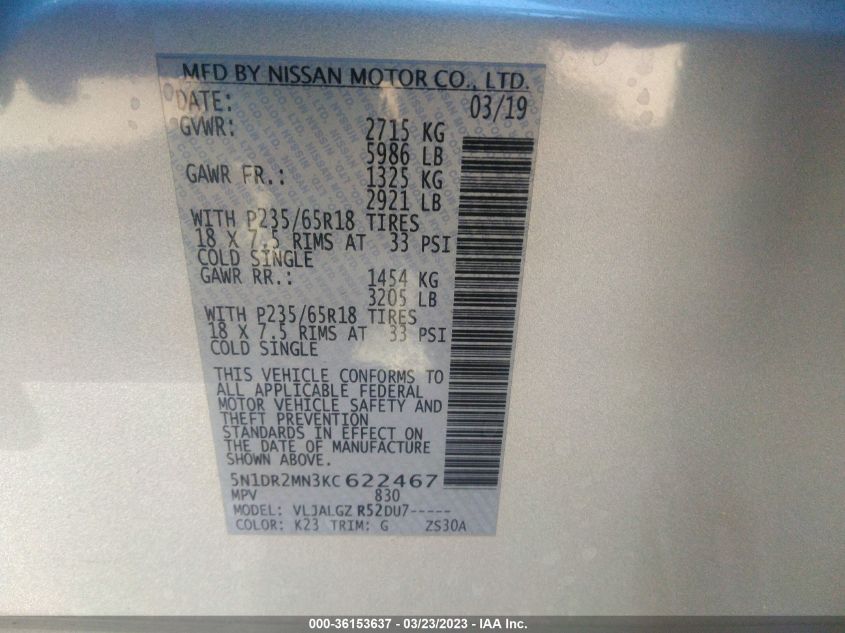 MFD BY NISSAN MOTOR CO., LTD.
DATE: 03/19
GVWR: 2715 KG
5986 LB
GAWR FR.: 1325 KG
2921 LB
WITH P235/65R18 TIRES
18 X 7.5 RIMS AT 33 PSI
COLD SINGLE
GAWR RR.: 1454 KG
3205 LB
WITH P235/65R18 TIRES
18 X 7.5 RIMS AT 33 PSI
COLD SINGLE
THIS VEHICLE CONFORMS TO
ALL APPLICABLE FEDERAL
MOTOR VEHICLE SAFETY AND
THEFT PREVENTION
STANDARDS IN EFFECT ON
THE DATE OF MANUFACTURE
SHOWN ABOVE.
5N1DR2MN3KC622467
MPV 830
MODEL: VLJALGZ R52DU7-----
COLOR: K23 TRIM: G ZS30A
000-36153637 - 03/23/2023 - IAA Inc.